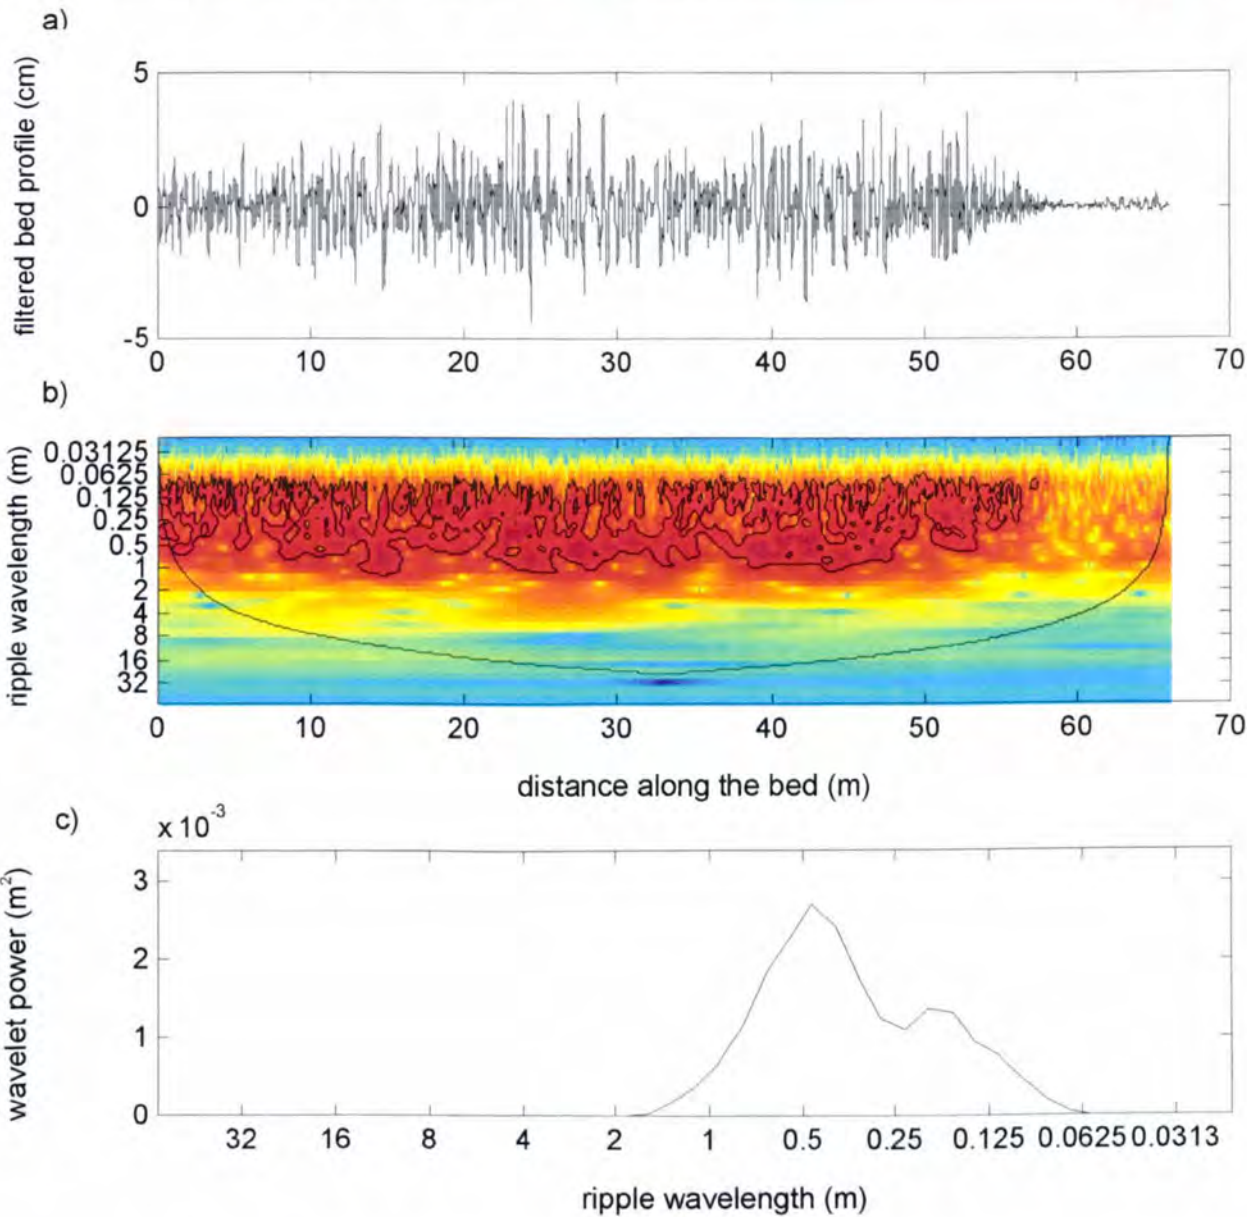 a)
filtered bed profile (cm)
5
0
-5
0 10 20 30 40 50 60 70
b)
ripple wavelength (m)
0.03125
0.0625
0.125
0.25
0.5
1
2
4
8
16
32
0 10 20 30 40 50 60 70
distance along the bed (m)
c)
x 10⁻³
wavelet power (m²)
3
2
1
0
32 16 8 4 2 1 0.5 0.25 0.125 0.0625 0.0313
ripple wavelength (m)